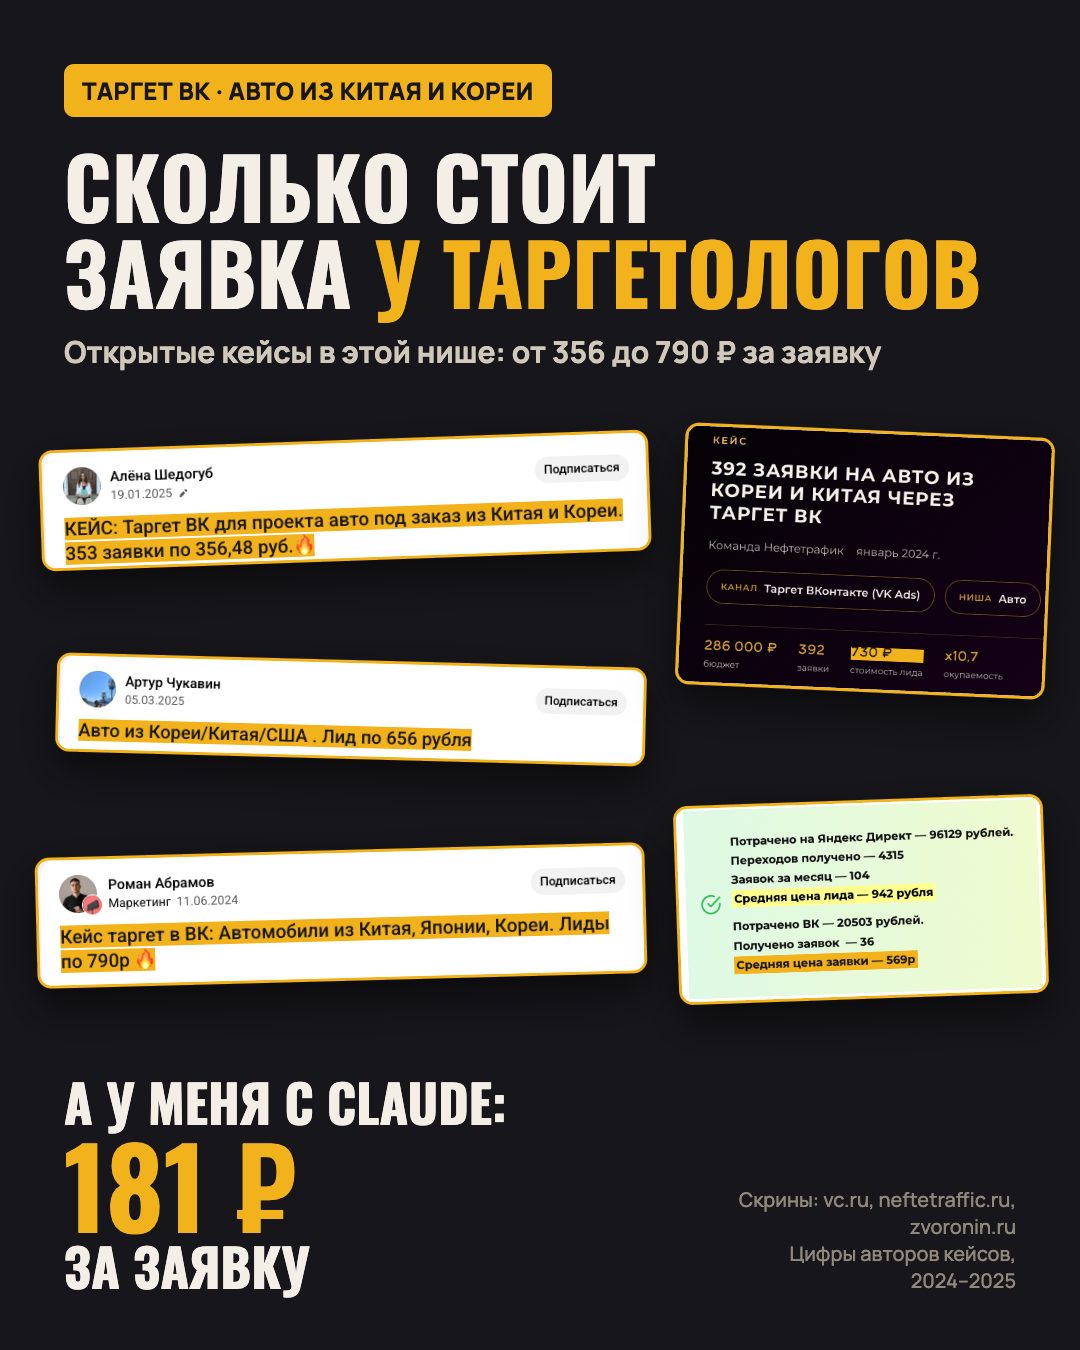 ТАРГЕТ ВК · АВТО ИЗ КИТАЯ И КОРЕИ
СКОЛЬКО СТОИТ
ЗАЯВКА У ТАРГЕТОЛОГОВ
Открытые кейсы в этой нише: от 356 до 790 ₽ за заявку
Алёна Шедогуб
19.01.2025
Подписаться
КЕЙС: Таргет ВК для проекта авто под заказ из Китая и Кореи.
353 заявки по 356,48 руб.🔥
КЕЙС
392 ЗАЯВКИ НА АВТО ИЗ
КОРЕИ И КИТАЯ ЧЕРЕЗ
ТАРГЕТ ВК
Команда Нефтетрафик январь 2024 г.
КАНАЛ Таргет ВКонтакте (VK Ads)
НИША Авто
286 000 ₽ 392 730 ₽ x10,7
бюджет заявки стоимость лида окупаемость
Артур Чукавин
05.03.2025
Подписаться
Авто из Кореи/Китая/США . Лид по 656 рубля
Роман Абрамов
Маркетинг 11.06.2024
Подписаться
Кейс таргет в ВК: Автомобили из Китая, Японии, Кореи. Лиды
по 790р 🔥
Потрачено на Яндекс Директ — 96129 рублей.
Переходов получено — 4315
Заявок за месяц — 104
Средняя цена лида — 942 рубля
Потрачено ВК — 20503 рублей.
Получено заявок — 36
Средняя цена заявки — 569р
А У МЕНЯ С CLAUDE:
181 ₽
ЗА ЗАЯВКУ
Скрины: vc.ru, neftetraffic.ru,
zvoronin.ru
Цифры авторов кейсов,
2024–2025